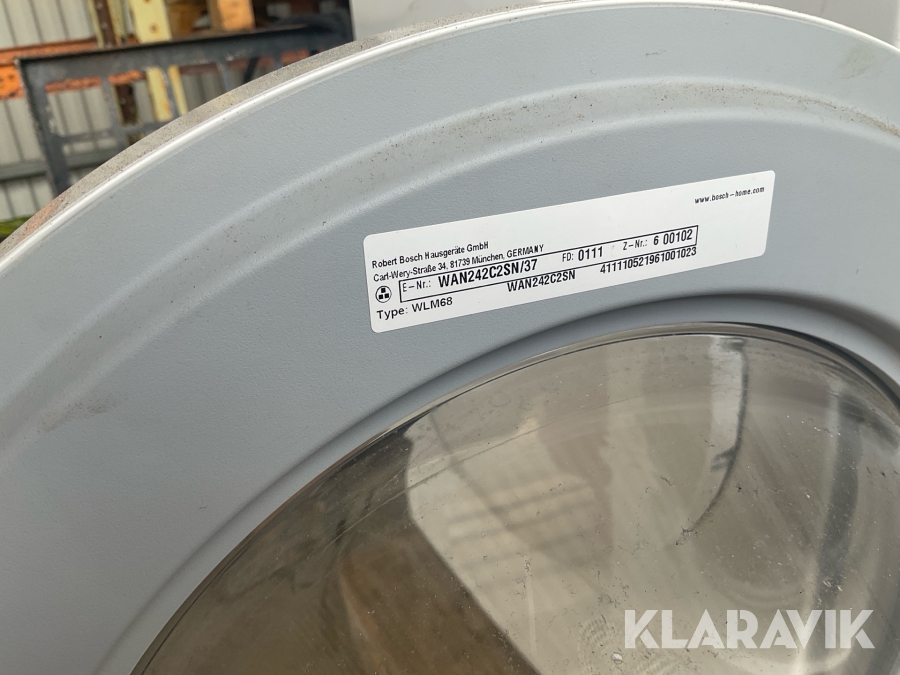 www.bosch-home.com
Robert Bosch Hausgeräte GmbH
Carl-Wery-Straße 34, 81739 München, GERMANY
E-Nr.: WAN242C2SN/37 FD: 0111 Z-Nr.: 6 00102
Type: WLM68 WAN242C2SN 411110521961001023
KLARAVIK